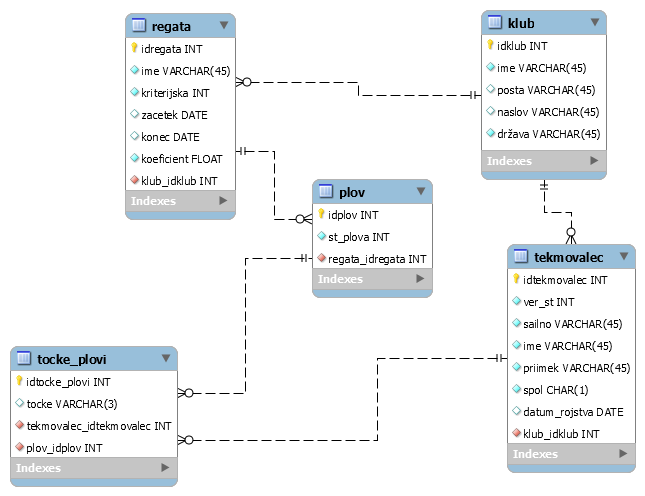 regata
idregata INT
ime VARCHAR(45)
kriterijska INT
zacetek DATE
konec DATE
koeficient FLOAT
klub_idklub INT
Indexes
klub
idklub INT
ime VARCHAR(45)
posta VARCHAR(45)
naslov VARCHAR(45)
država VARCHAR(45)
Indexes
plov
idplov INT
st_plova INT
regata_idregata INT
Indexes
tekmovalec
idtekmovalec INT
ver_st INT
sailno VARCHAR(45)
ime VARCHAR(45)
priimek VARCHAR(45)
spol CHAR(1)
datum_rojstva DATE
klub_idklub INT
Indexes
tocke_plovi
idtocke_plovi INT
tocke VARCHAR(3)
tekmovalec_idtekmovalec INT
plov_idplov INT
Indexes